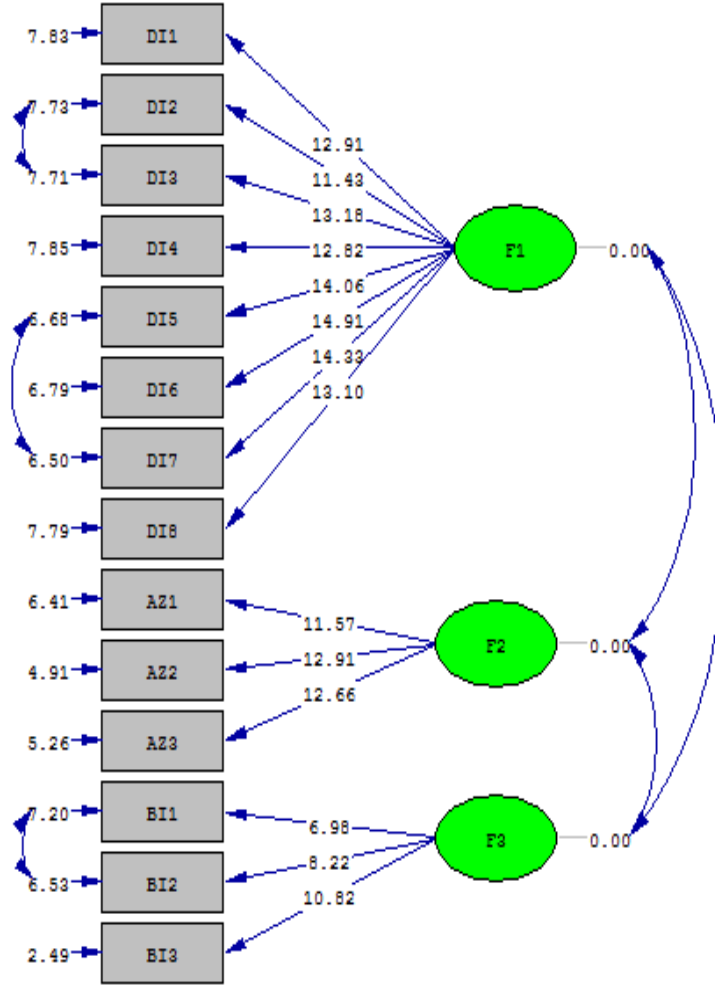 7.83 DI1
7.73 DI2
12.91
11.43
7.71 DI3
13.18
7.85 DI4 12.82 F1 0.00
14.06
6.68 DI5
14.91
14.33
6.79 DI6
13.10
6.50 DI7
7.79 DI8
6.41 AZ1
11.57
F2 0.00
4.91 AZ2 12.91
12.66
5.26 AZ3
7.20 BI1
6.98
F3 0.00
8.22
6.53 BI2
10.82
2.49 BI3